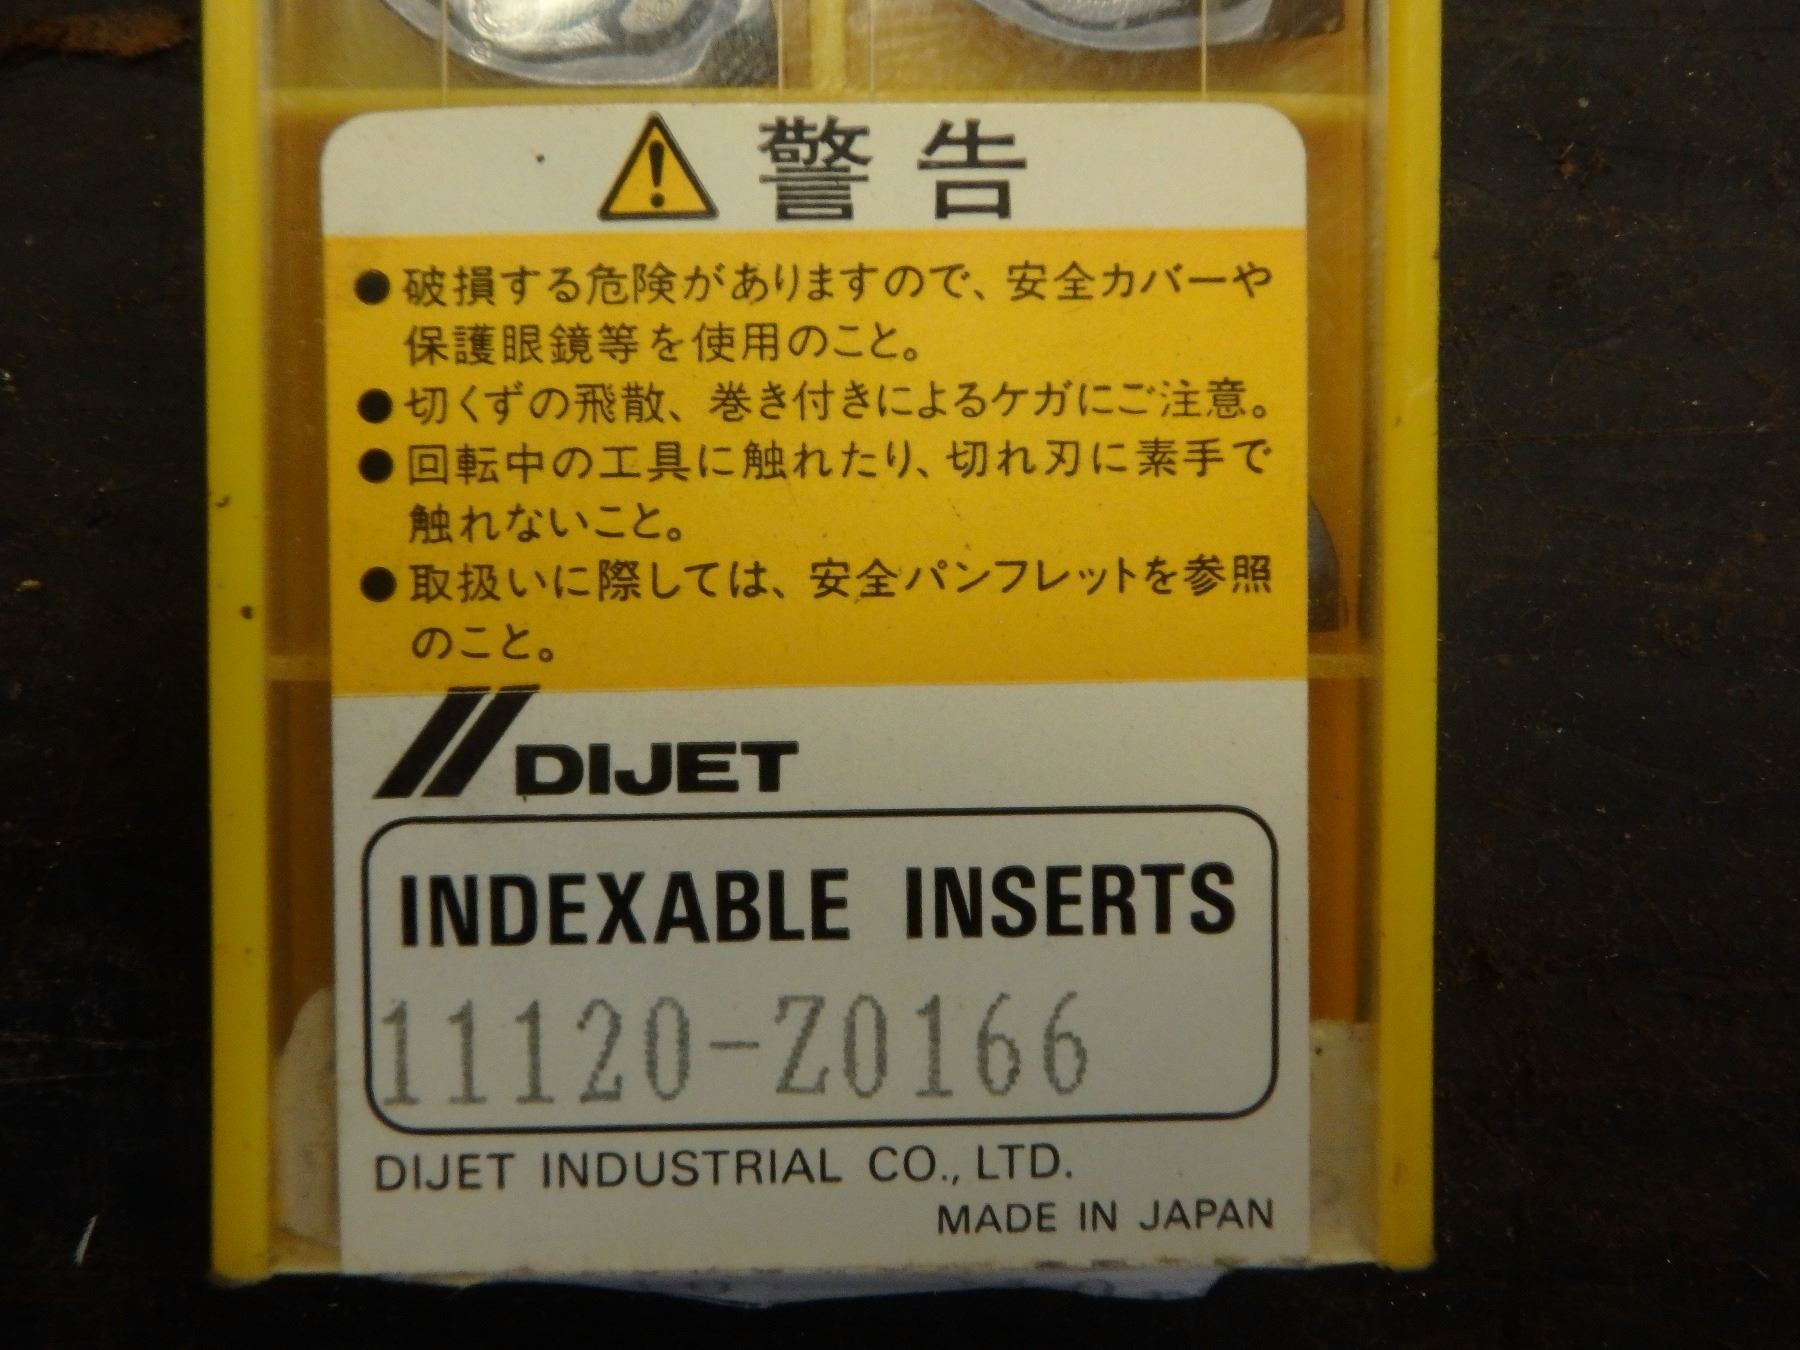 警告
●破損する危険がありますので、安全カバーや
保護眼鏡等を使用のこと。
●切くずの飛散、巻き付きによるケガにご注意。
●回転中の工具に触れたり、切れ刃に素手で
触れないこと。
●取扱いに際しては、安全パンフレットを参照
のこと。
DIJET
INDEXABLE INSERTS
11120-Z0166
DIJET INDUSTRIAL CO., LTD.
MADE IN JAPAN